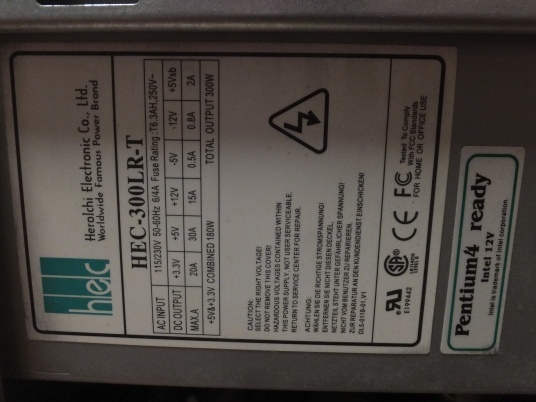 hec
Heroichi Electronic Co., Ltd.
Worldwide Famous Power Brand
HEC-300LR-T
AC INPUT 115/230V 50-60Hz 6/4A Fuse Rating :T6.3AH,250V~
DC OUTPUT +3.3V +5V +12V -5V -12V +5Vsb
MAX.A 20A 30A 15A 0.5A 0.8A 2A
+5V&+3.3V COMBINED 180W TOTAL OUTPUT 300W
CAUTION:
SELECT THE RIGHT VOLTAGE!
DO NOT REMOVE THIS COVER!
HAZARDOUS VOLTAGES CONTAINED WITHIN
THIS POWER SUPPLY, NOT USER SERVICEABLE.
RETURN TO SERVICE CENTER FOR REPAIR.
ACHTUNG:
WÄHLEN SIE DIE RICHTIGE STROMSPANNUNG!
ENTFERNEN SIE NICHT DIESEN DECKEL.
NETZTEIL STEHT UNTER GEFÄHRLICHER SPANNUNG!
NICHT VOM BENUTZER ZU REPARIEREN.
ZUR REPARATUR AN DEN KUNDENDIENST EINSCHICKEN!
DLS-0119-01,V1
E199442
CE FC Tested To Comply
With FCC Standards
FOR HOME OR OFFICE USE
Pentium4 ready
Intel 12V
Intel is trademark of Intel corporation.